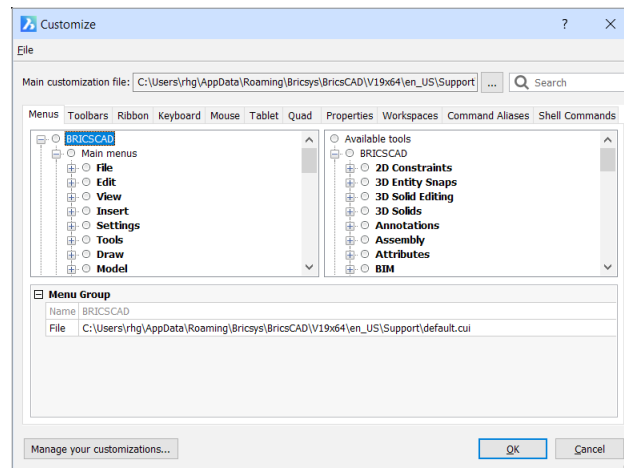 Customize
File
Main customization file: C:\Users\rhg\AppData\Roaming\Bricsys\BricsCAD\V19x64\en_US\Support ... Search
Menus Toolbars Ribbon Keyboard Mouse Tablet Quad Properties Workspaces Command Aliases Shell Commands
BRICSCAD
Main menus
File
Edit
View
Insert
Settings
Tools
Draw
Model
Available tools
BRICSCAD
2D Constraints
3D Entity Snaps
3D Solid Editing
3D Solids
Annotations
Assembly
Attributes
BIM
Menu Group
Name BRICSCAD
File C:\Users\rhg\AppData\Roaming\Bricsys\BricsCAD\V19x64\en_US\Support\default.cui
Manage your customizations... OK Cancel